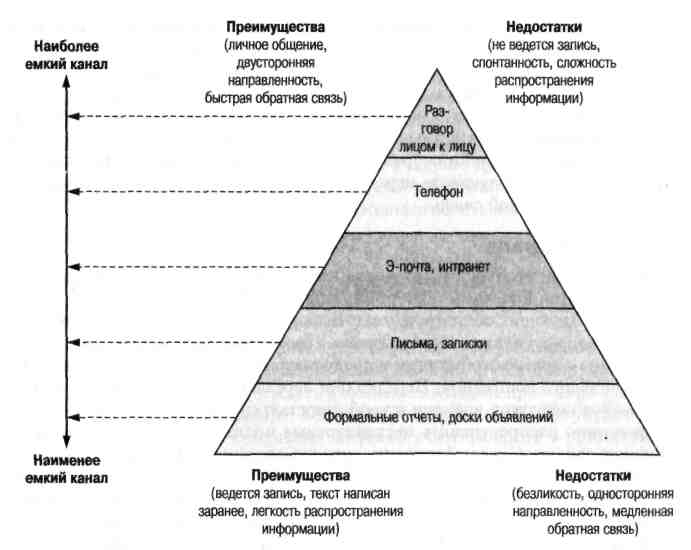 Наиболее
емкий канал
Преимущества
(личное общение,
двусторонняя
направленность,
быстрая обратная связь)
Недостатки
(не ведется запись,
спонтанность, сложность
распространения
информации)
Раз-
говор
лицом к лицу
Телефон
Э-почта, интранет
Письма, записки
Формальные отчеты, доски объявлений
Наименее
емкий канал
Преимущества
(ведется запись, текст написан
заранее, легкость распространения
информации)
Недостатки
(безликость, односторонняя
направленность, медленная
обратная связь)